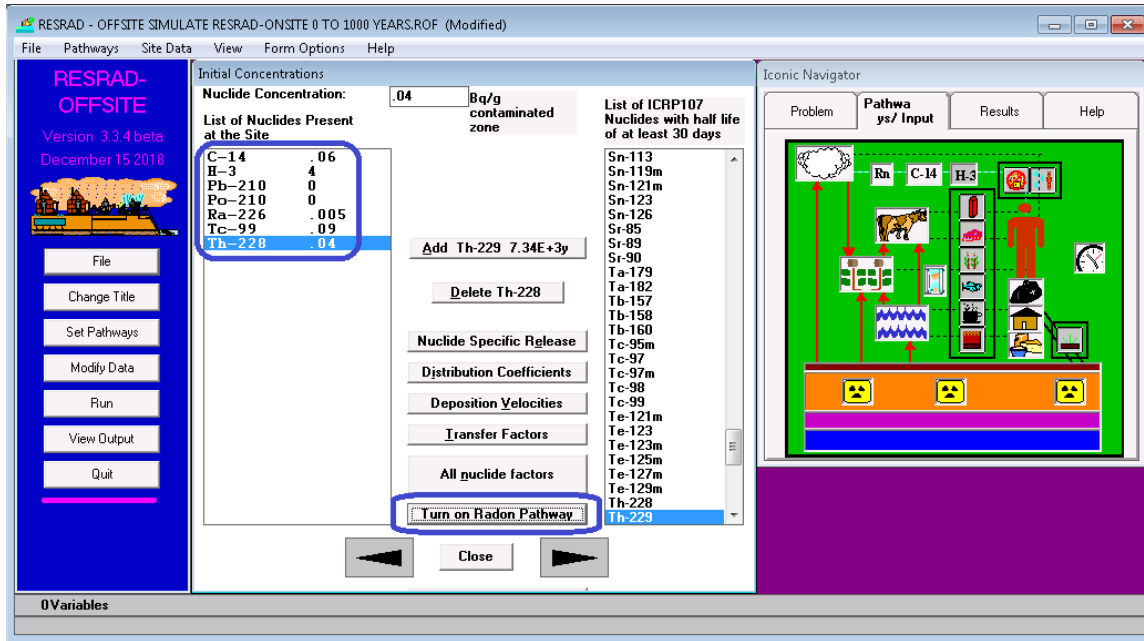 RESRAD - OFFSITE SIMULATE RESRAD-ONSITE 0 TO 1000 YEARS.ROF (Modified)
File Pathways Site Data View Form Options Help
RESRAD-
OFFSITE
Version 3.3.4 beta
December 15 2018
File
Change Title
Set Pathways
Modify Data
Run
View Output
Quit
Initial Concentrations
Nuclide Concentration: .04 Bq/g
contaminated
zone
List of Nuclides Present
at the Site
C-14 .06
H-3 4
Pb-210 0
Po-210 0
Ra-226 .005
Tc-99 .09
Th-228 .04
Add Th-229 7.34E+3y
Delete Th-228
Nuclide Specific Release
Distribution Coefficients
Deposition Velocities
Transfer Factors
All nuclide factors
Turn on Radon Pathway
Close
List of ICRP107
Nuclides with half life
of at least 30 days
Sn-113
Sn-119m
Sn-121m
Sn-123
Sn-126
Sr-85
Sr-89
Sr-90
Ta-179
Ta-182
Tb-157
Tb-158
Tb-160
Tc-95m
Tc-97
Tc-97m
Tc-98
Tc-99
Te-121m
Te-123
Te-123m
Te-125m
Te-127m
Te-129m
Th-228
Th-229
Iconic Navigator
Problem
Pathwa
ys/ Input
Results
Help
Rn C-14 H-3
0 Variables